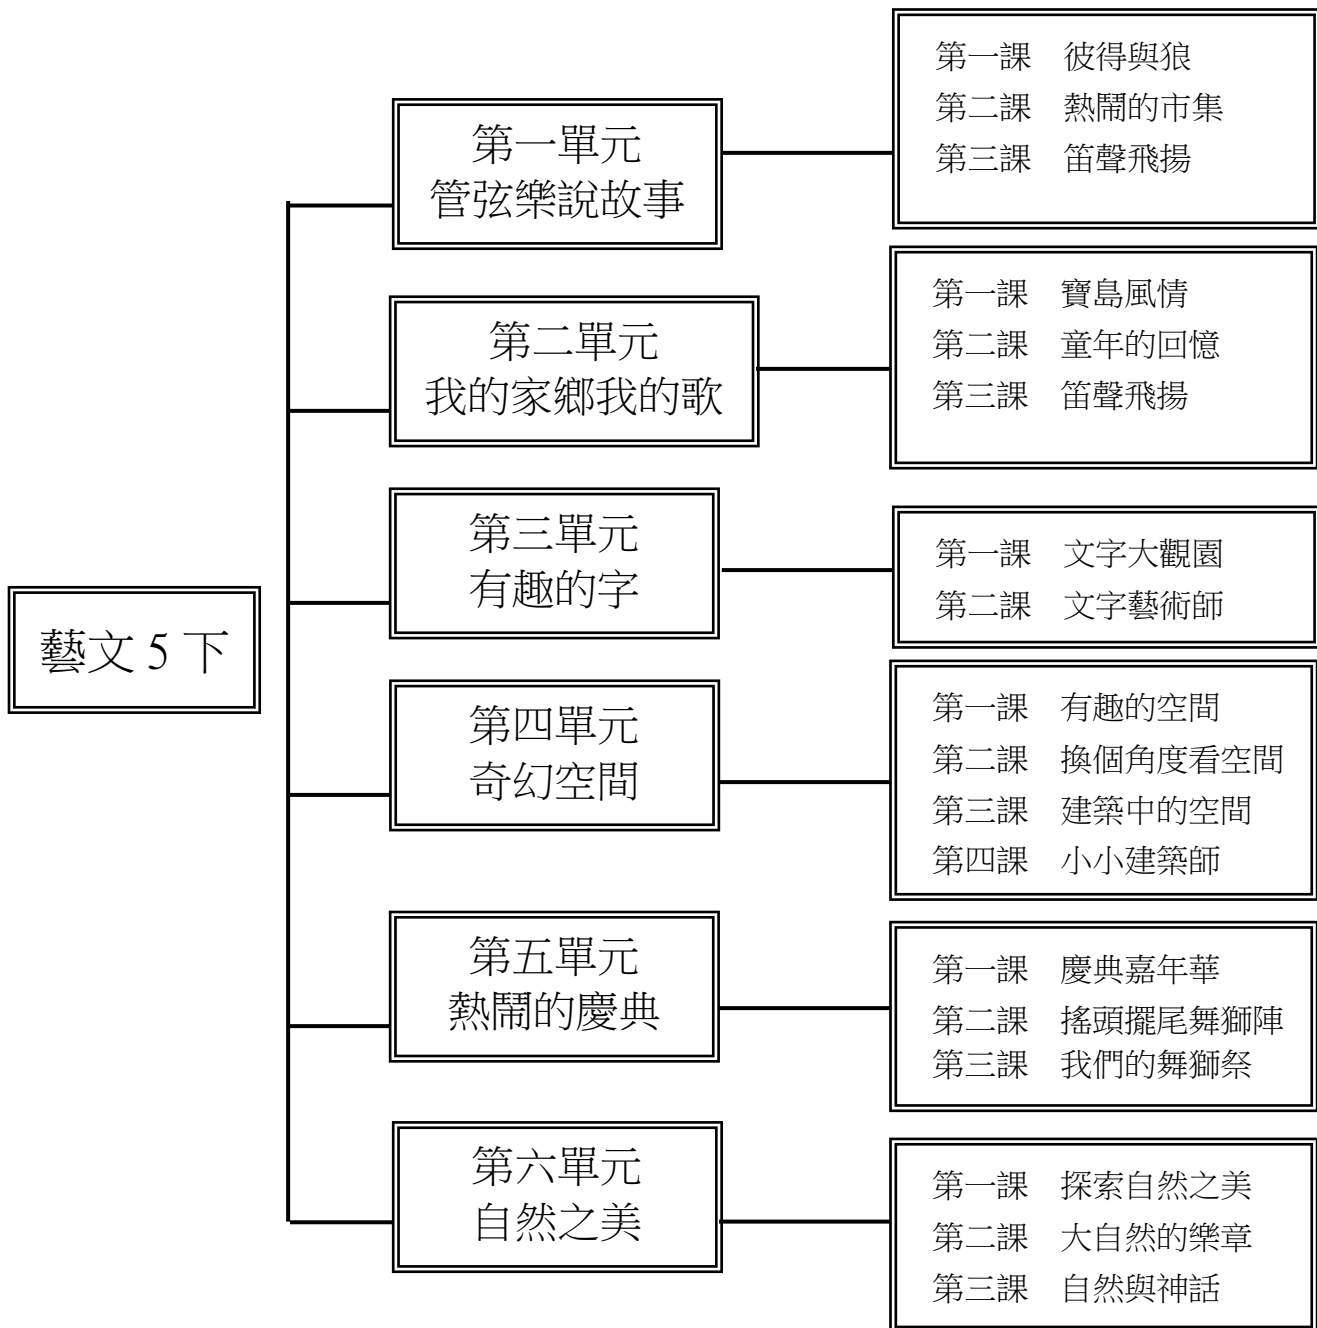 藝文 5 下
第一單元
管弦樂說故事
第一課　彼得與狼
第二課　熱鬧的市集
第三課　笛聲飛揚
第二單元
我的家鄉我的歌
第一課　寶島風情
第二課　童年的回憶
第三課　笛聲飛揚
第三單元
有趣的字
第一課　文字大觀園
第二課　文字藝術師
第四單元
奇幻空間
第一課　有趣的空間
第二課　換個角度看空間
第三課　建築中的空間
第四課　小小建築師
第五單元
熱鬧的慶典
第一課　慶典嘉年華
第二課　搖頭擺尾舞獅陣
第三課　我們的舞獅祭
第六單元
自然之美
第一課　探索自然之美
第二課　大自然的樂章
第三課　自然與神話